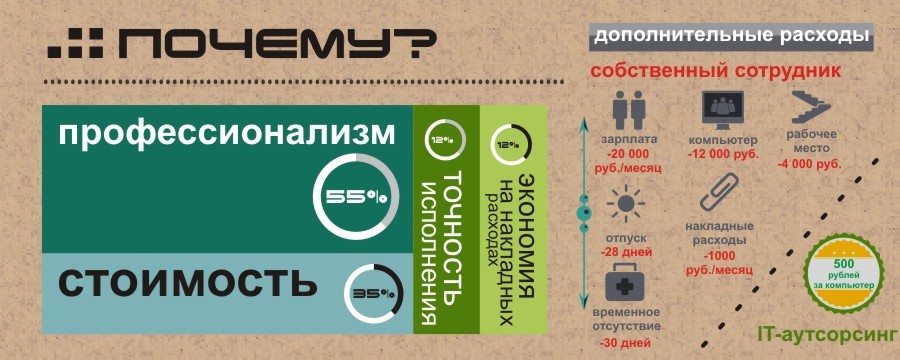 почему?
профессионализм
55%
стоимость
35%
12%
точность
исполнения
12%
экономия
на накладных
расходах
дополнительные расходы
собственный сотрудник
зарплата
-20 000
руб./месяц
компьютер
-12 000 руб.
рабочее
место
-4 000 руб.
отпуск
-28 дней
накладные
расходы
-1000
руб./месяц
временное
отсутствие
-30 дней
500
рублей
за компьютер
IT-аутсорсинг